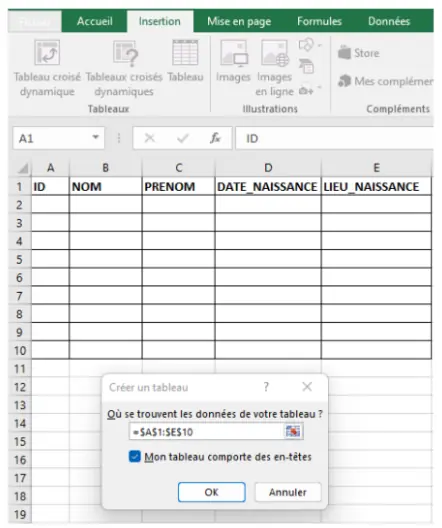 Fichier Accueil Insertion Mise en page Formules Données
Tableau croisé dynamique
Tableaux croisés dynamiques
Tableau
Images
Images en ligne
Store
Mes complémen
Tableaux Illustrations Compléments
A1 fx ID
A B C D E
1 ID NOM PRENOM DATE_NAISSANCE LIEU_NAISSANCE
2
3
4
5
6
7
8
9
10
11
12
13
14
15
16
17
18
19
Créer un tableau ?
Où se trouvent les données de votre tableau ?
=$A$1:$E$10
Mon tableau comporte des en-têtes
OK Annuler